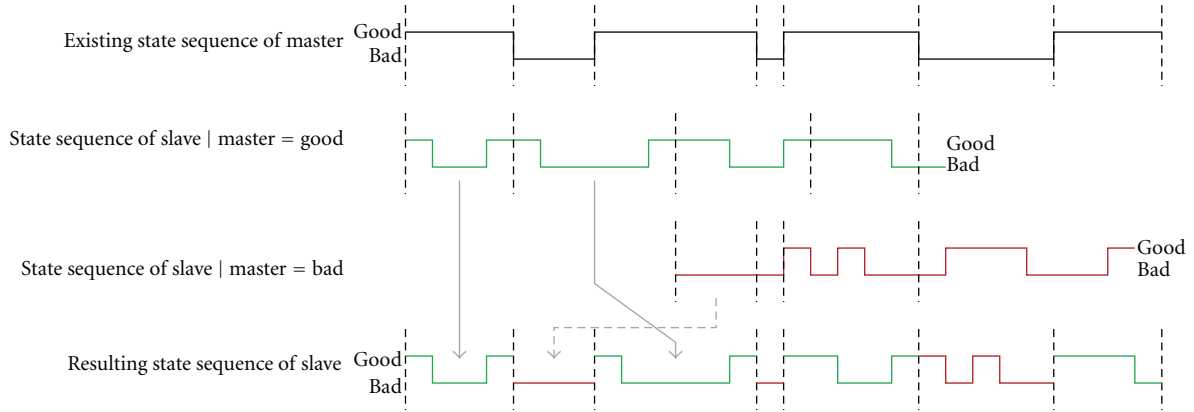 Existing state sequence of master
Good
Bad
State sequence of slave | master = good
Good
Bad
State sequence of slave | master = bad
Good
Bad
Resulting state sequence of slave
Good
Bad